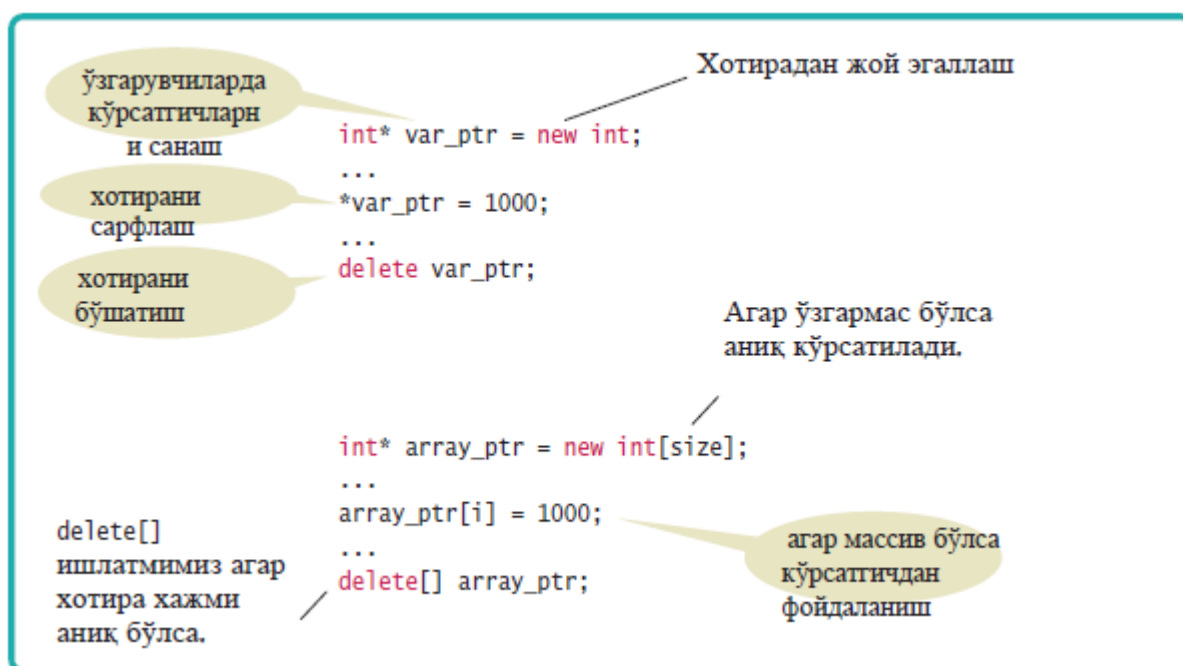 ўзгарувчиларда
кўрсатгичларн
и санаш
Хотирадан жой эгаллаш
int* var_ptr = new int;
...
хотирани
сарфлаш
*var_ptr = 1000;
...
хотирани
бўшатиш
delete var_ptr;
Агар ўзгармас бўлса
аниқ кўрсатилади.
int* array_ptr = new int[size];
...
array_ptr[i] = 1000;
агар массив бўлса
кўрсатгичдан
фойдаланиш
...
delete[]
ишлатмимиз агар
хотира хажми
аниқ бўлса.
delete[] array_ptr;